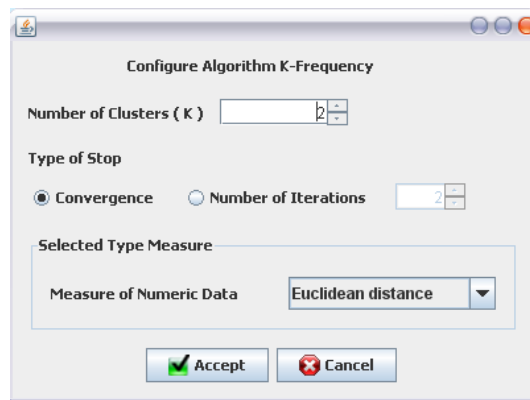 Configure Algorithm K-Frequency
Number of Clusters ( K ) 2
Type of Stop
Convergence Number of Iterations 2
Selected Type Measure
Measure of Numeric Data Euclidean distance
Accept Cancel